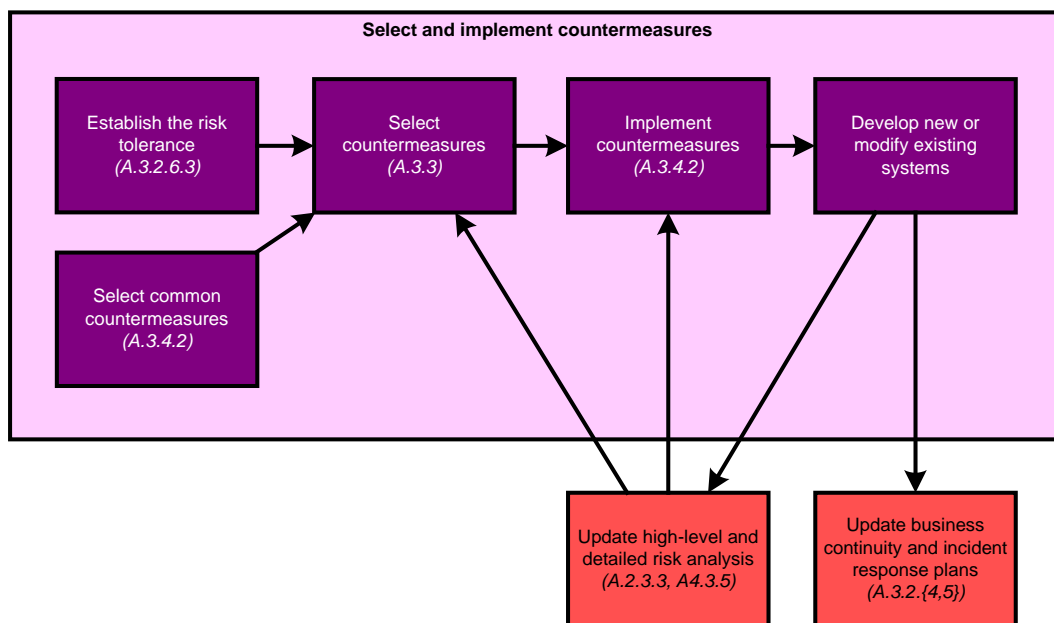 Select and implement countermeasures
Establish the risk
tolerance
(A.3.2.6.3)
Select
countermeasures
(A.3.3)
Implement
countermeasures
(A.3.4.2)
Develop new or
modify existing
systems
Select common
countermeasures
(A.3.4.2)
Update high-level and
detailed risk analysis
(A.2.3.3, A4.3.5)
Update business
continuity and incident
response plans
(A.3.2.{4,5})